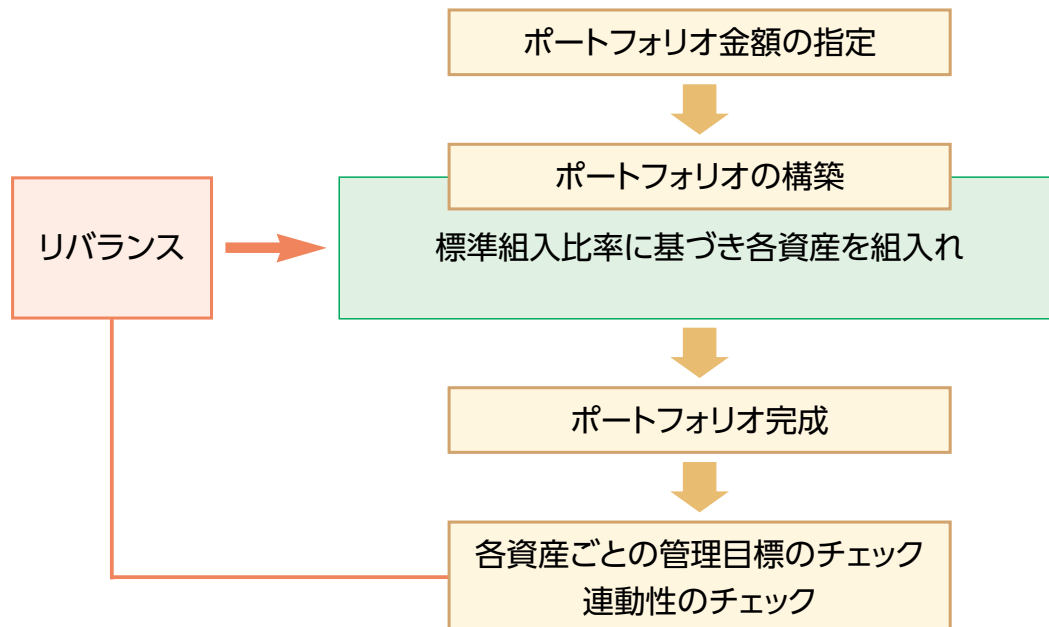 ポートフォリオ金額の指定
ポートフォリオの構築
リバランス
標準組入比率に基づき各資産を組入れ
ポートフォリオ完成
各資産ごとの管理目標のチェック
連動性のチェック